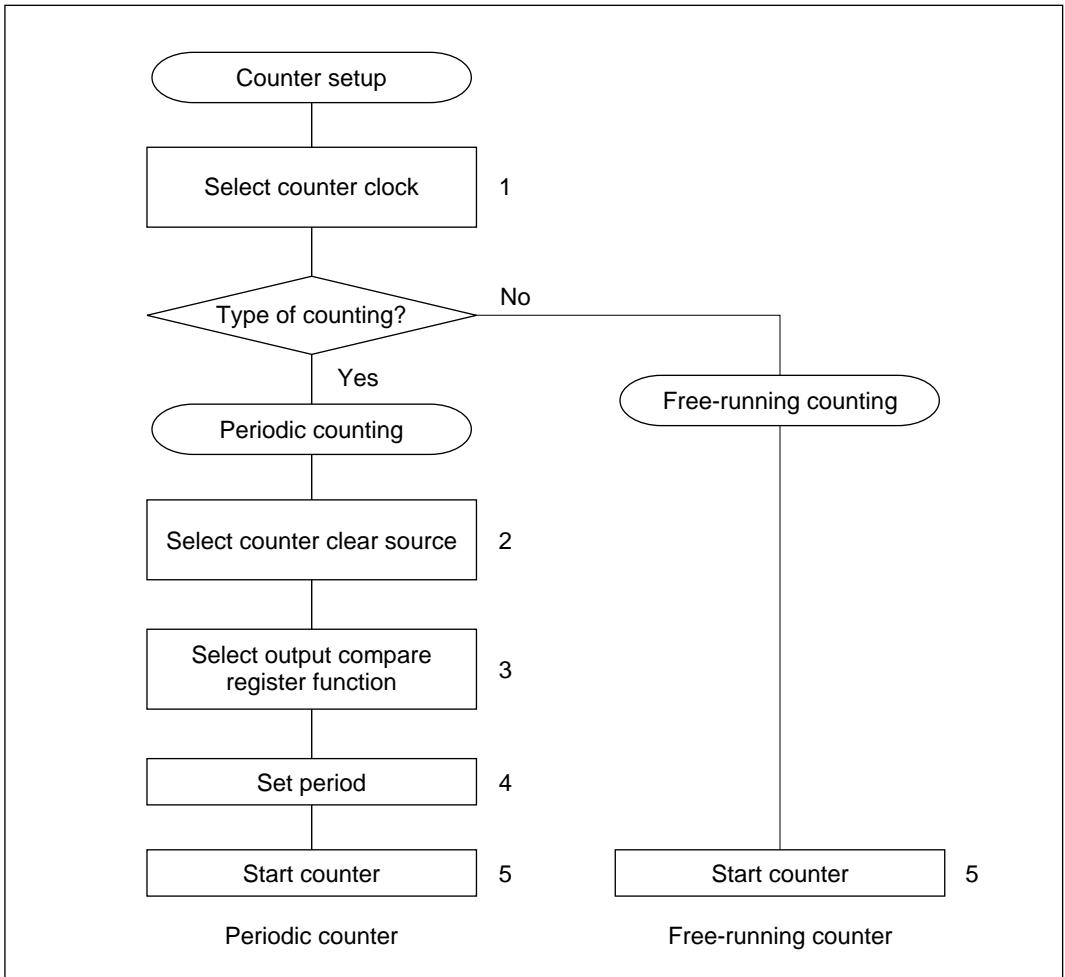 Counter setup
Select counter clock
1
Type of counting?
No
Yes
Periodic counting
Free-running counting
Select counter clear source
2
Select output compare
register function
3
Set period
4
Start counter
5
Start counter
5
Periodic counter
Free-running counter